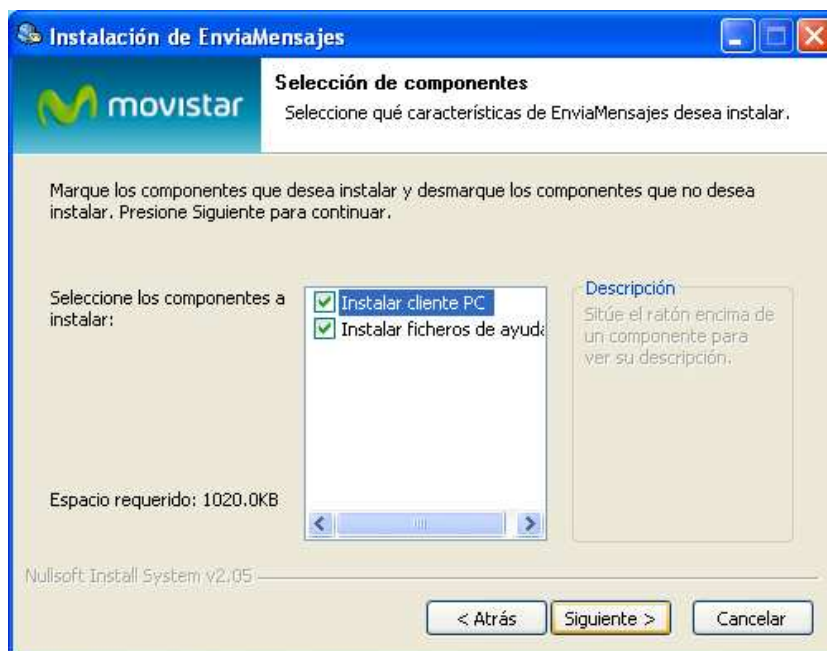 Instalación de EnviaMensajes
movistar
Selección de componentes
Seleccione qué características de EnviaMensajes desea instalar.
Marque los componentes que desea instalar y desmarque los componentes que no desea
instalar. Presione Siguiente para continuar.
Seleccione los componentes a
instalar:
Instalar cliente PC
Instalar ficheros de ayuda
Descripción
Sitúe el ratón encima de
un componente para
ver su descripción.
Espacio requerido: 1020.0KB
Nullsoft Install System v2.05
< Atrás
Siguiente >
Cancelar